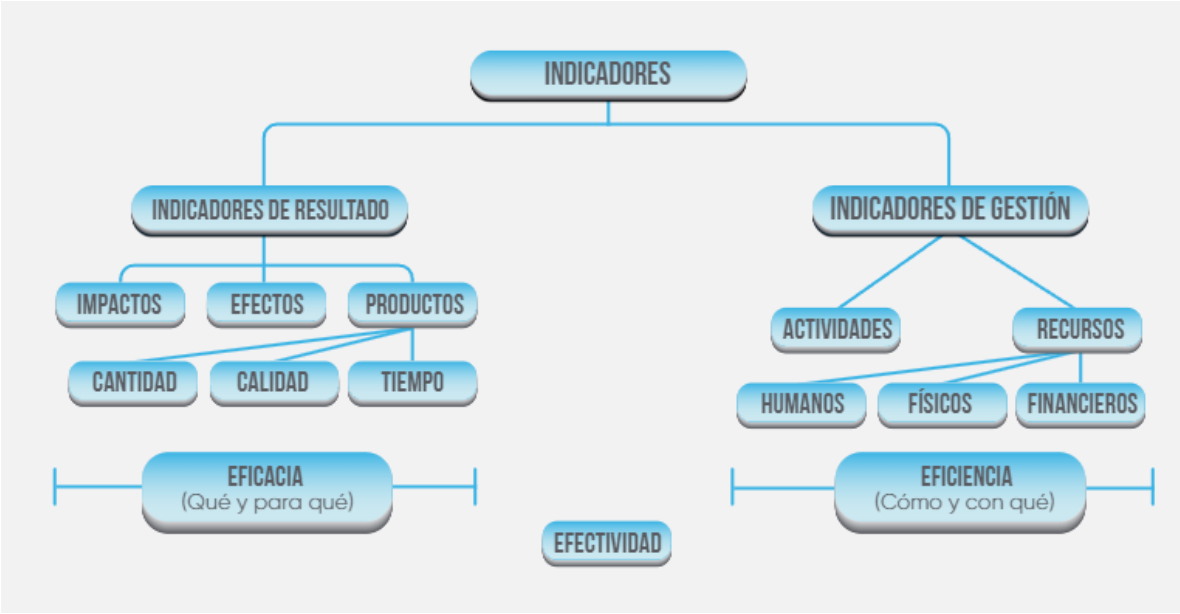 INDICADORES
INDICADORES DE RESULTADO
INDICADORES DE GESTIÓN
IMPACTOS
EFECTOS
PRODUCTOS
CANTIDAD
CALIDAD
TIEMPO
ACTIVIDADES
RECURSOS
HUMANOS
FÍSICOS
FINANCIEROS
EFICACIA
(Qué y para qué)
EFICIENCIA
(Cómo y con qué)
EFECTIVIDAD